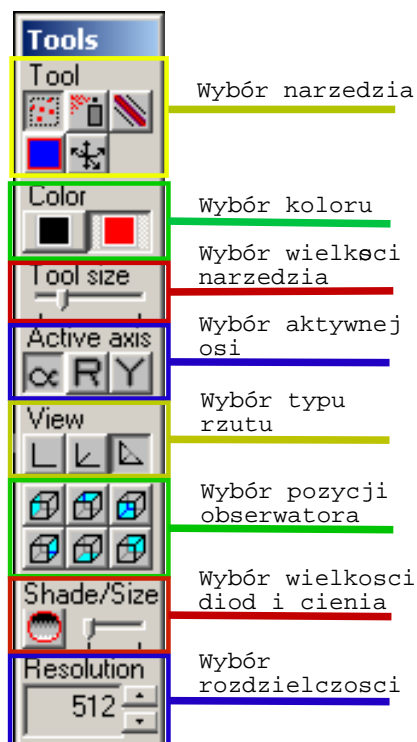 Tools
Tool
Wybór narzedzia
Color
Wybór koloru
Tool size
Wybór wielkosci
narzedzia
Active axis
α R Y
Wybór aktywnej
osi
View
Wybór typu
rzutu
Wybór pozycji
obserwatora
Shade/Size
Wybór wielkosci
diod i cienia
Resolution
512
Wybór
rozdzielczosci